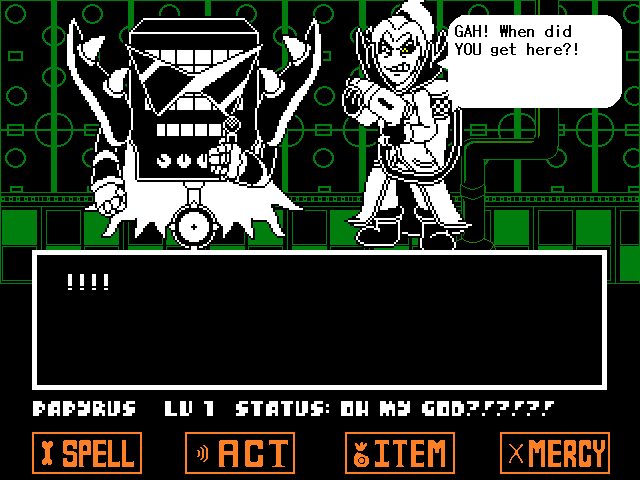 GAH! When did
YOU get here?!
!!!!
PAPYRUS LV 1 STATUS: OH MY GOD?!?!?!
SPELL ACT ITEM MERCY